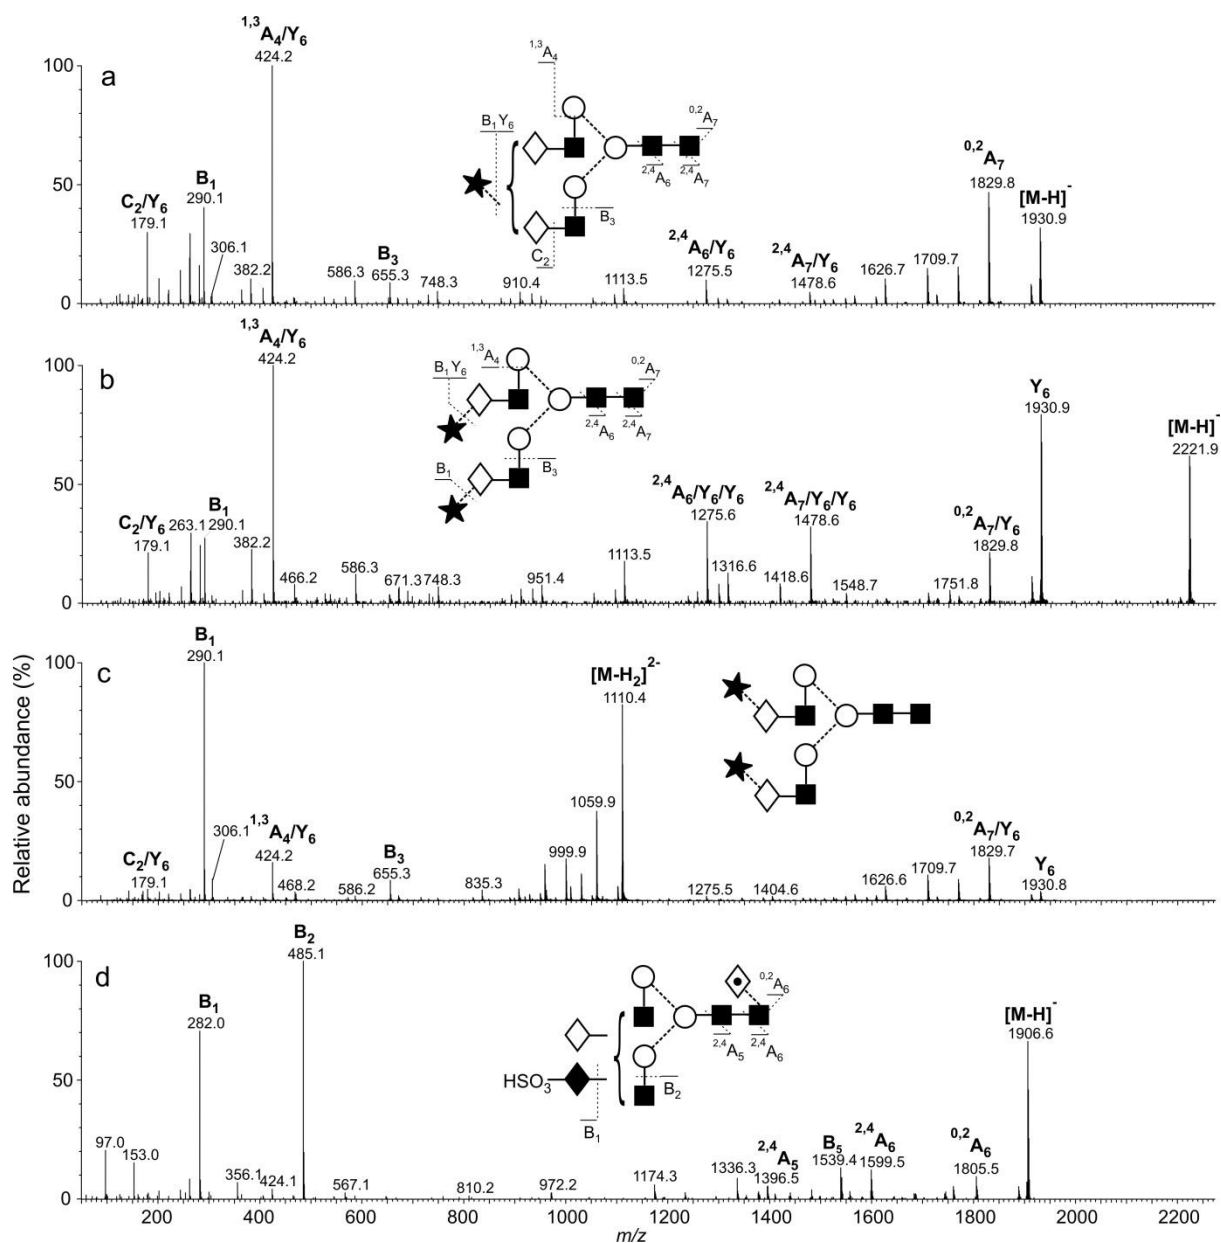 Relative abundance (%)
a
100
50
0
1,3A4/Y6
424.2
C2/Y6
179.1
B1
290.1
306.1
382.2
586.3
B3
655.3
748.3
910.4
1113.5
2,4A6/Y6
1275.5
2,4A7/Y6
1478.6
1626.7
1709.7
0,2A7
1829.8
[M-H]-
1930.9
1,3A4
B1 Y6
0,2A7
2,4A6
2,4A7
B3
C2
b
100
50
0
1,3A4/Y6
424.2
C2/Y6
179.1
263.1
B1
290.1
382.2
466.2
586.3
671.3
748.3
951.4
1113.5
2,4A6/Y6/Y6
1275.6
1316.6
1418.6
2,4A7/Y6/Y6
1478.6
1548.7
1751.8
0,2A7/Y6
1829.8
Y6
1930.9
[M-H]-
2221.9
1,3A4
B1 Y6
0,2A7
2,4A6
2,4A7
B1
B3
c
100
50
0
B1
290.1
C2/Y6
179.1
306.1
1,3A4/Y6
424.2
468.2
586.2
B3
655.3
835.3
999.9
1059.9
[M-H2]2-
1110.4
1275.5
1404.6
1626.6
1709.7
0,2A7/Y6
1829.7
Y6
1930.8
d
100
50
0
97.0
153.0
B1
282.0
356.1
424.1
B2
485.1
567.1
810.2
972.2
1174.3
1336.3
2,4A5
1396.5
B5
1539.4
2,4A6
1599.5
0,2A6
1805.5
[M-H]-
1906.6
0,2A6
2,4A5
2,4A6
B2
HSO3
B1
200 400 600 800 1000 1200 1400 1600 1800 2000 2200
m/z